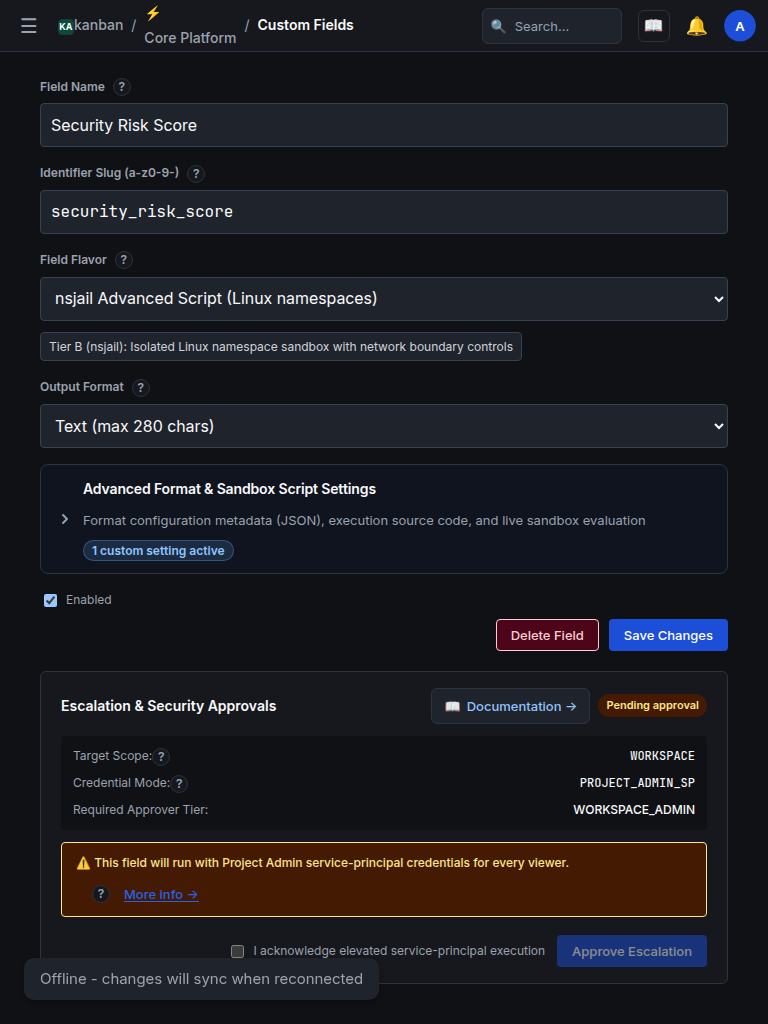 KA kanban / ⚡ Core Platform / Custom Fields
🔍 Search...
📖 🔔 A
Field Name ?
Security Risk Score
Identifier Slug (a-z0-9-) ?
security_risk_score
Field Flavor ?
nsjail Advanced Script (Linux namespaces)
Tier B (nsjail): Isolated Linux namespace sandbox with network boundary controls
Output Format ?
Text (max 280 chars)
Advanced Format & Sandbox Script Settings
Format configuration metadata (JSON), execution source code, and live sandbox evaluation
1 custom setting active
Enabled
Delete Field Save Changes
Escalation & Security Approvals 📖 Documentation → Pending approval
Target Scope: ? WORKSPACE
Credential Mode: ? PROJECT_ADMIN_SP
Required Approver Tier: WORKSPACE_ADMIN
⚠️ This field will run with Project Admin service-principal credentials for every viewer.
? More info →
I acknowledge elevated service-principal execution Approve Escalation
Offline - changes will sync when reconnected